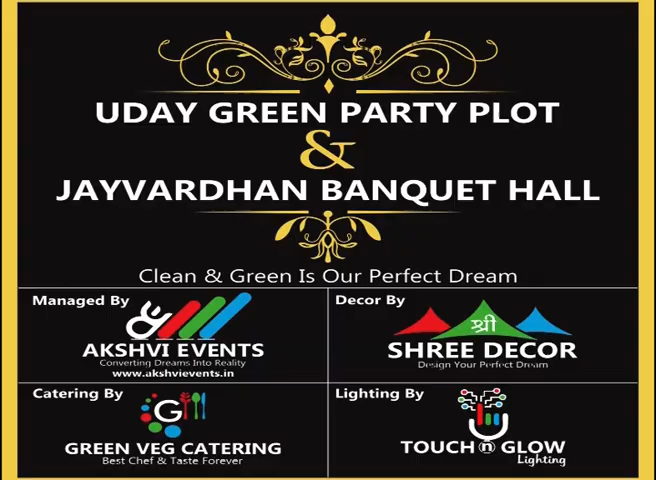 UDAY GREEN PARTY PLOT
&
JAYVARDHAN BANQUET HALL
Clean & Green Is Our Perfect Dream
Managed By
AKSHVI EVENTS
Converting Dreams Into Reality
www.akshvievents.in
Decor By
श्री
SHREE DECOR
Design Your Perfect Dream
Catering By
G
GREEN VEG CATERING
Best Chef & Taste Forever
Lighting By
TOUCH n GLOW
Lighting